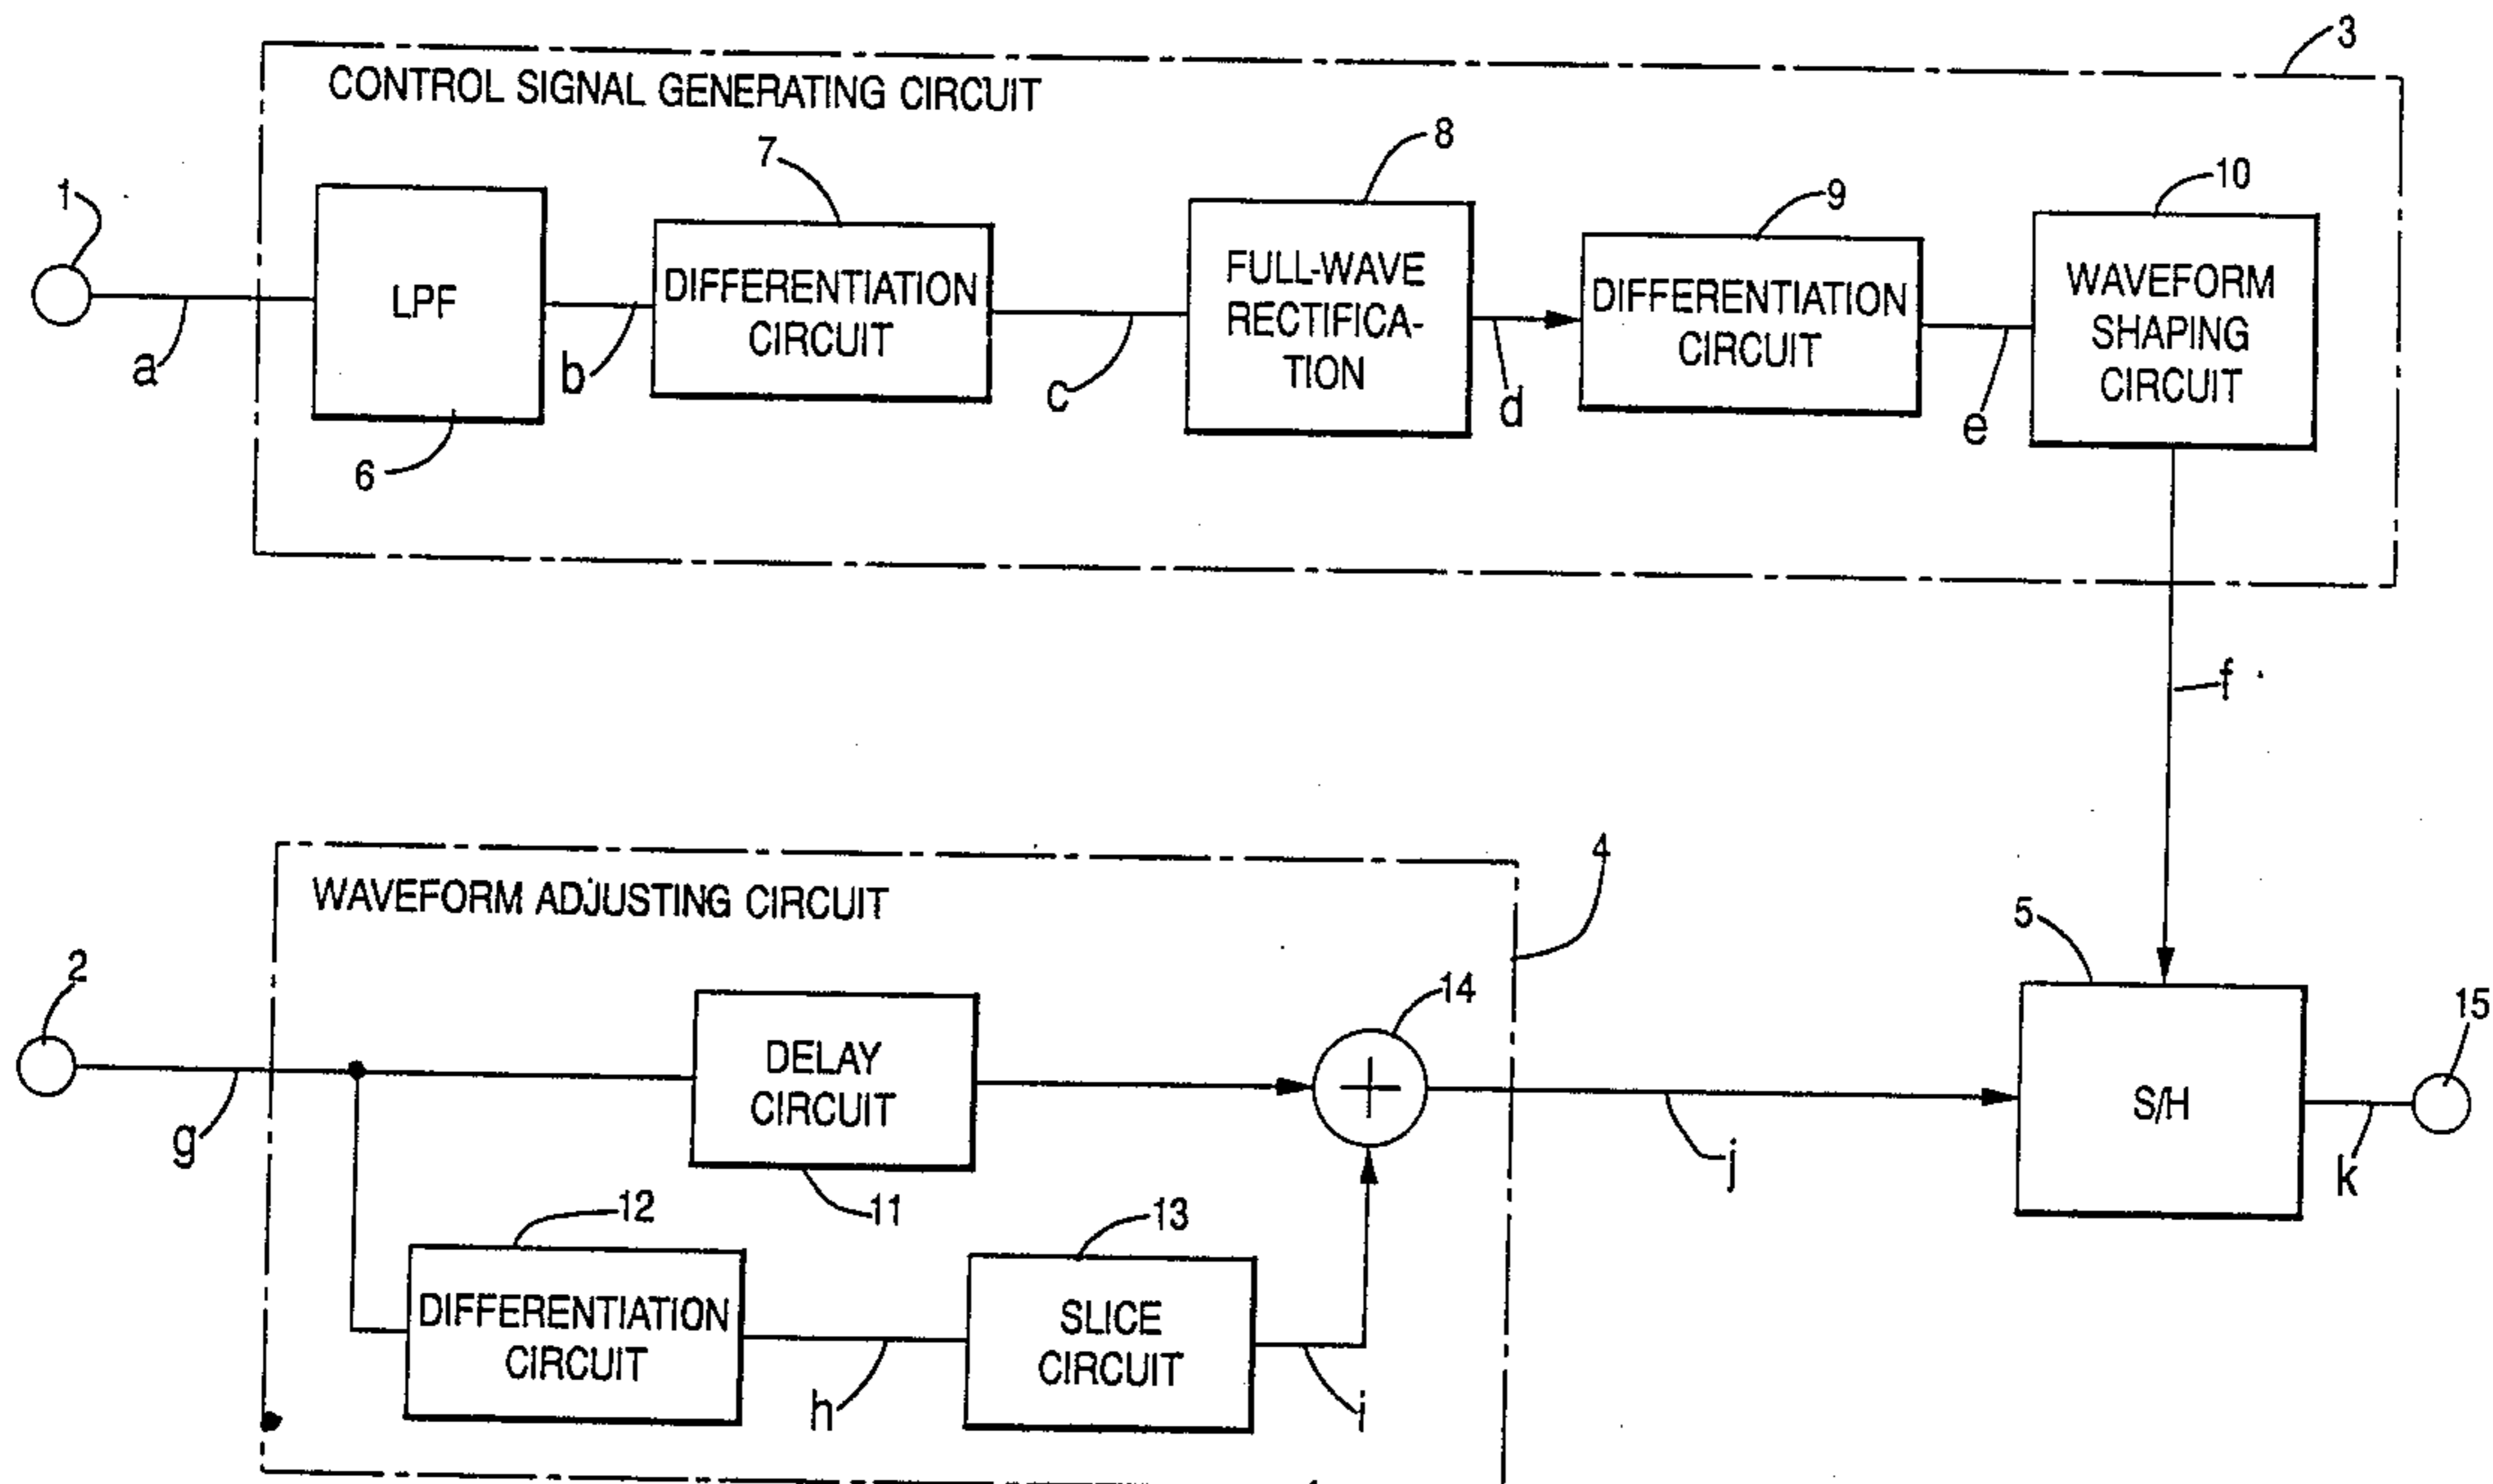 3
CONTROL SIGNAL GENERATING CIRCUIT
1
7
8
9
10
LPF
DIFFERENTIATION
CIRCUIT
FULL-WAVE
RECTIFICA-
TION
DIFFERENTIATION
CIRCUIT
WAVEFORM
SHAPING
CIRCUIT
a
b
c
d
e
6
f
4
WAVEFORM ADJUSTING CIRCUIT
2
5
14
15
DELAY
CIRCUIT
S/H
g
j
k
11
12
13
DIFFERENTIATION
CIRCUIT
SLICE
CIRCUIT
h
i